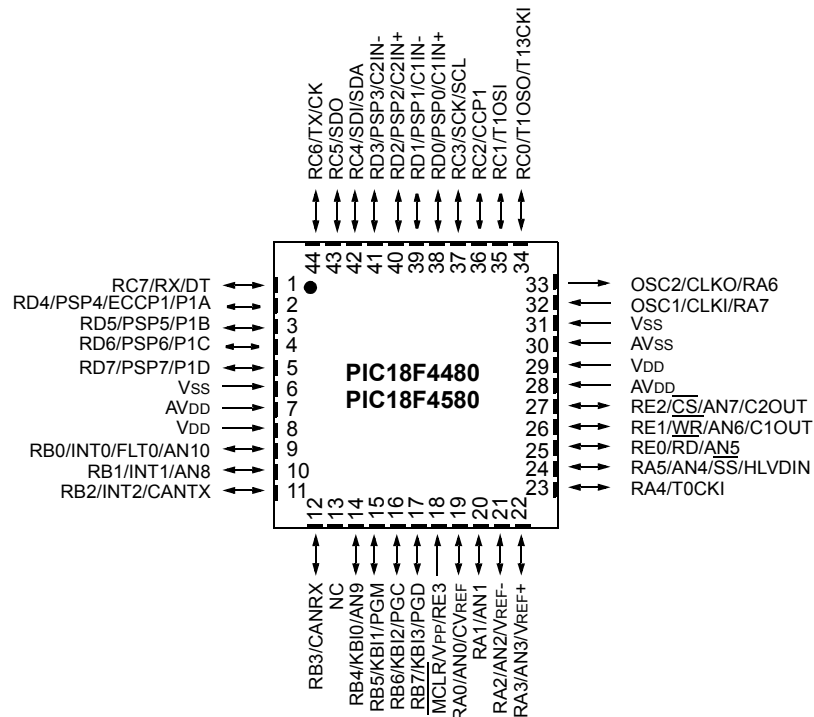 RC6/TX/CK
RC5/SDO
RC4/SDI/SDA
RD3/PSP3/C2IN-
RD2/PSP2/C2IN+
RD1/PSP1/C1IN-
RD0/PSP0/C1IN+
RC3/SCK/SCL
RC2/CCP1
RC1/T1OSI
RC0/T1OSO/T13CKI
44
43
42
41
40
39
38
37
36
35
34
RC7/RX/DT 1
RD4/PSP4/ECCP1/P1A 2
RD5/PSP5/P1B 3
RD6/PSP6/P1C 4
RD7/PSP7/P1D 5
VSS 6
AVDD 7
VDD 8
RB0/INT0/FLT0/AN10 9
RB1/INT1/AN8 10
RB2/INT2/CANTX 11
PIC18F4480
PIC18F4580
33 OSC2/CLKO/RA6
32 OSC1/CLKI/RA7
31 VSS
30 AVSS
29 VDD
28 AVDD
27 RE2/CS/AN7/C2OUT
26 RE1/WR/AN6/C1OUT
25 RE0/RD/AN5
24 RA5/AN4/SS/HLVDIN
23 RA4/T0CKI
12
13
14
15
16
17
18
19
20
21
22
RB3/CANRX
NC
RB4/KBI0/AN9
RB5/KBI1/PGM
RB6/KBI2/PGC
RB7/KBI3/PGD
MCLR/VPP/RE3
RA0/AN0/CVREF
RA1/AN1
RA2/AN2/VREF-
RA3/AN3/VREF+